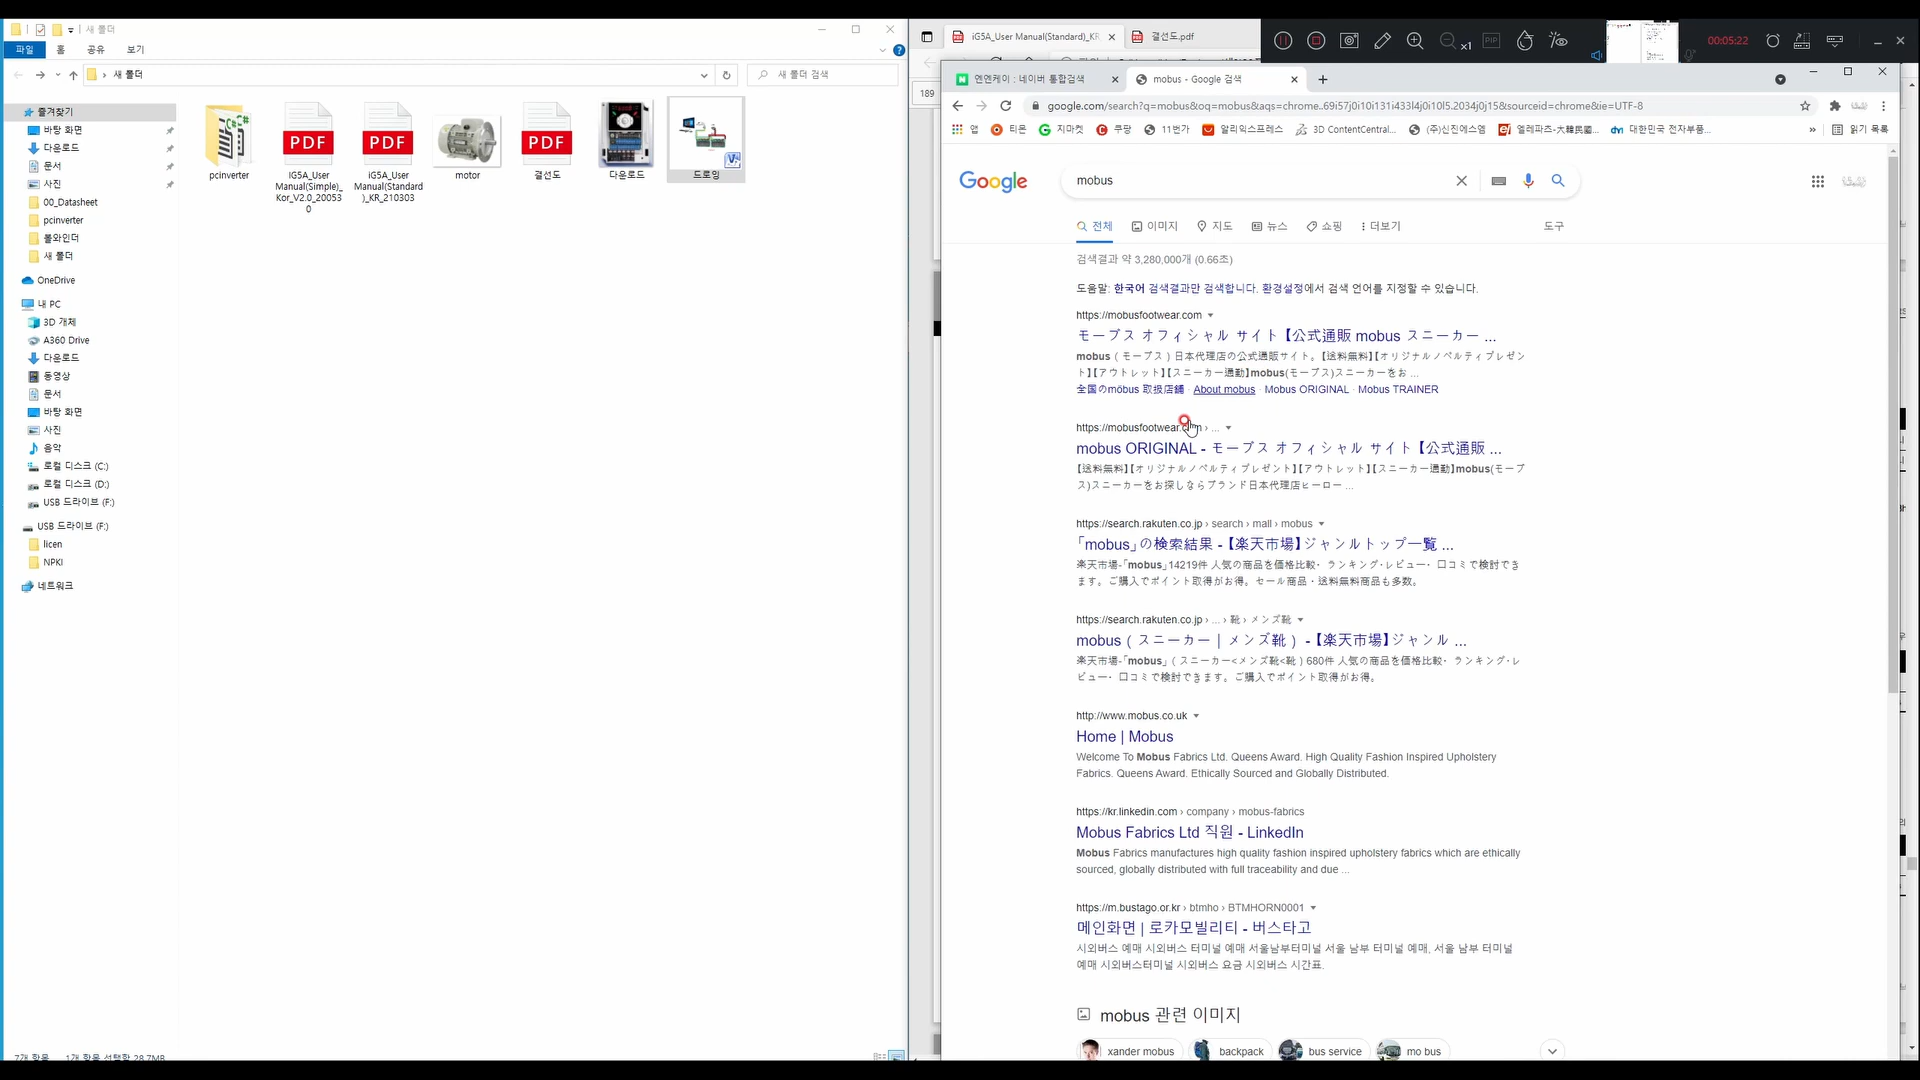 새 폴더
파일 홈 공유 보기
새 폴더
새 폴더 검색
즐겨찾기
바탕 화면
다운로드
문서
사진
00_Datasheet
pcinverter
볼와인더
새 폴더
OneDrive
내 PC
3D 개체
A360 Drive
다운로드
동영상
문서
바탕 화면
사진
음악
로컬 디스크 (C:)
로컬 디스크 (D:)
USB 드라이브 (F:)
USB 드라이브 (F:)
licen
NPKI
네트워크
pcinverter
iG5A_User
Manual(Simple)_
Kor_V2.0_20053
0
iG5A_User
Manual(Standard
)_KR_210303
motor
결선도
다운로드
드로잉
7개 항목 1개 항목 선택함 28.7MB
iG5A_User Manual(Standard)_KR_
결선도.pdf
x1
PIP
00:05:22
189
엔엔케이 : 네이버 통합검색
mobus - Google 검색
google.com/search?q=mobus&oq=mobus&aqs=chrome..69i57j0i10i131i433l4j0i10l5.2034j0j15&sourceid=chrome&ie=UTF-8
앱 티몬 지마켓 쿠팡 11번가 알리익스프레스 3D ContentCentral... (주)신진에스엠 엘레파츠-大韓民國... 대한민국 전자부품... » 읽기 목록
Google
mobus
전체 이미지 지도 뉴스 쇼핑 더보기 도구
검색결과 약 3,280,000개 (0.66초)
도움말: 한국어 검색결과만 검색합니다. 환경설정에서 검색 언어를 지정할 수 있습니다.
https://mobusfootwear.com
モーブス オフィシャル サイト【公式通販 mobus スニーカー ...
mobus ( モーブス ) 日本代理店の公式通販サイト。【送料無料】【オリジナルノベルティプレゼン
ト】【アウトレット】【スニーカー通勤】mobus(モーブス)スニーカーをお ...
全国のmöbus 取扱店舗 · About mobus · Mobus ORIGINAL · Mobus TRAINER
https://mobusfootwear.com › ...
mobus ORIGINAL - モーブス オフィシャル サイト【公式通販 ...
【送料無料】【オリジナルノベルティプレゼント】【アウトレット】【スニーカー通勤】mobus(モーブ
ス)スニーカーをお探しならブランド日本代理店ヒーロー ...
https://search.rakuten.co.jp › search › mall › mobus
「mobus」の検索結果 - 【楽天市場】ジャンルトップ一覧 ...
楽天市場-「mobus」14219件 人気の商品を価格比較・ランキング・レビュー・口コミで検討でき
ます。ご購入でポイント取得がお得。セール商品・送料無料商品も多数。
https://search.rakuten.co.jp › ... › 靴 › メンズ靴
mobus ( スニーカー | メンズ靴 ) - 【楽天市場】ジャンル ...
楽天市場-「mobus」 ( スニーカー<メンズ靴<靴 ) 680件 人気の商品を価格比較・ランキング・レ
ビュー・口コミで検討できます。ご購入でポイント取得がお得。
http://www.mobus.co.uk
Home | Mobus
Welcome To Mobus Fabrics Ltd. Queens Award. High Quality Fashion Inspired Upholstery
Fabrics. Queens Award. Ethically Sourced and Globally Distributed.
https://kr.linkedin.com › company › mobus-fabrics
Mobus Fabrics Ltd 직원 - LinkedIn
Mobus Fabrics manufactures high quality fashion inspired upholstery fabrics which are ethically
sourced, globally distributed with full traceability and due ...
https://m.bustago.or.kr › btmho › BTMHORN0001
메인화면 | 로카모빌리티 - 버스타고
시외버스 예매 시외버스 터미널 예매 서울남부터미널 서울 남부 터미널 예매, 서울 남부 터미널
예매 시외버스터미널 시외버스 요금 시외버스 시간표.
mobus 관련 이미지
xander mobus
backpack
bus service
mo bus